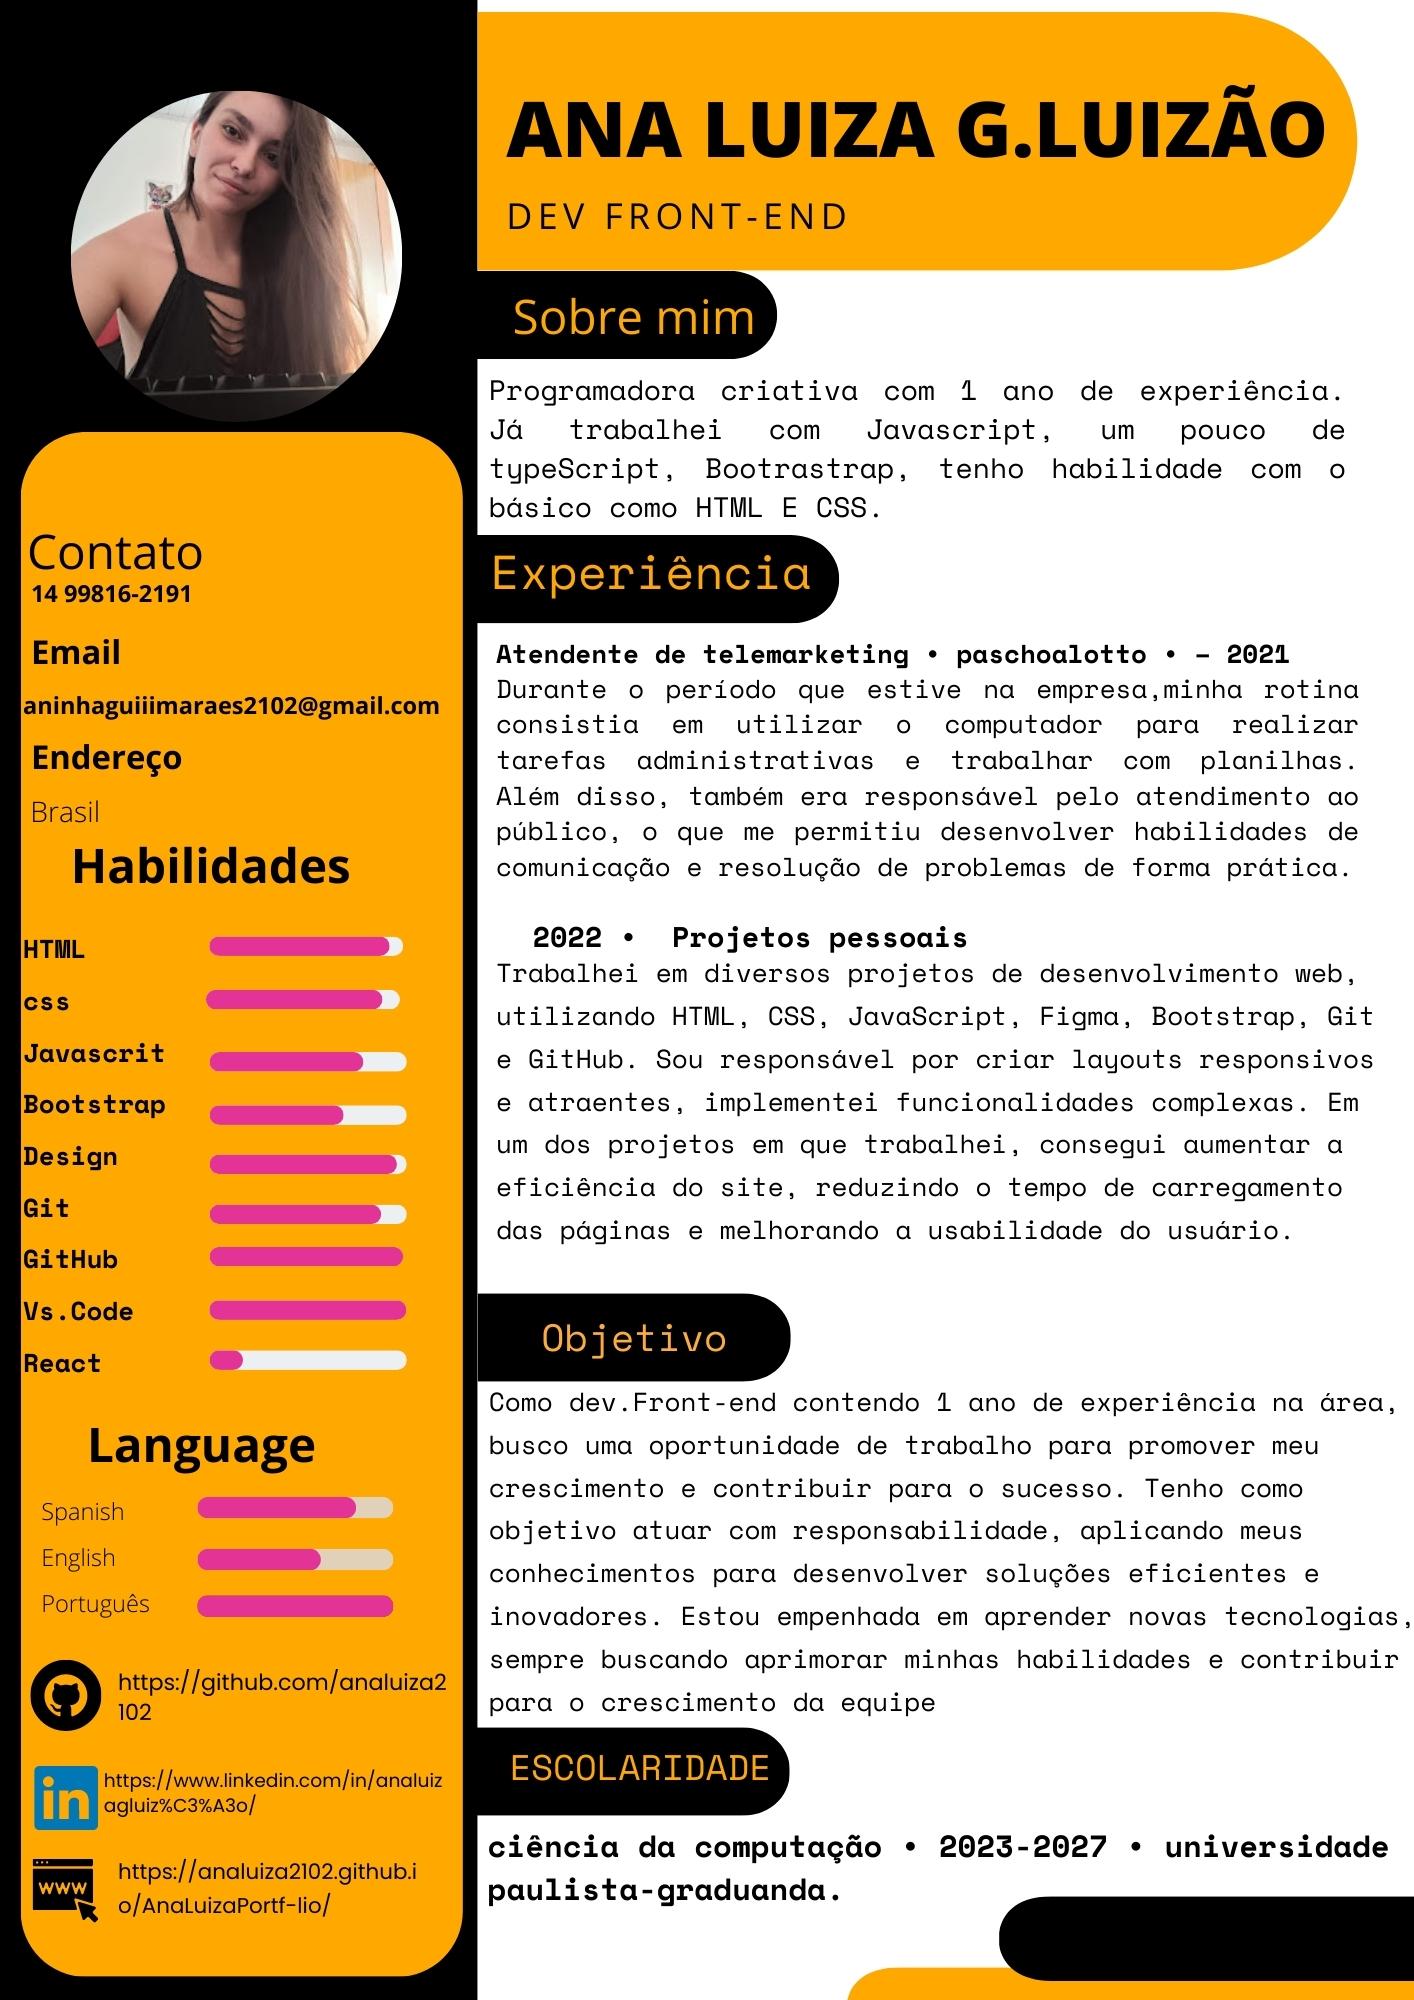 ANA LUIZA G.LUIZÃO
DEV FRONT-END
Sobre mim
Programadora criativa com 1 ano de experiência.
Já trabalhei com Javascript, um pouco de
typeScript, Bootrastrap, tenho habilidade com o
básico como HTML E CSS.
Experiência
Atendente de telemarketing • paschoalotto • – 2021
Durante o período que estive na empresa,minha rotina
consistia em utilizar o computador para realizar
tarefas administrativas e trabalhar com planilhas.
Além disso, também era responsável pelo atendimento ao
público, o que me permitiu desenvolver habilidades de
comunicação e resolução de problemas de forma prática.
2022 • Projetos pessoais
Trabalhei em diversos projetos de desenvolvimento web,
utilizando HTML, CSS, JavaScript, Figma, Bootstrap, Git
e GitHub. Sou responsável por criar layouts responsivos
e atraentes, implementei funcionalidades complexas. Em
um dos projetos em que trabalhei, consegui aumentar a
eficiência do site, reduzindo o tempo de carregamento
das páginas e melhorando a usabilidade do usuário.
Objetivo
Como dev.Front-end contendo 1 ano de experiência na área,
busco uma oportunidade de trabalho para promover meu
crescimento e contribuir para o sucesso. Tenho como
objetivo atuar com responsabilidade, aplicando meus
conhecimentos para desenvolver soluções eficientes e
inovadores. Estou empenhada em aprender novas tecnologias,
sempre buscando aprimorar minhas habilidades e contribuir
para o crescimento da equipe
ESCOLARIDADE
ciência da computação • 2023-2027 • universidade
paulista-graduanda.
Contato
14 99816-2191
Email
aninhaguiiimaraes2102@gmail.com
Endereço
Brasil
Habilidades
HTML
css
Javascrit
Bootstrap
Design
Git
GitHub
Vs.Code
React
Language
Spanish
English
Português
https://github.com/analuiza2
102
in
https://www.linkedin.com/in/analuiz
agluiz%C3%A3o/
www
https://analuiza2102.github.i
o/AnaLuizaPortf-lio/